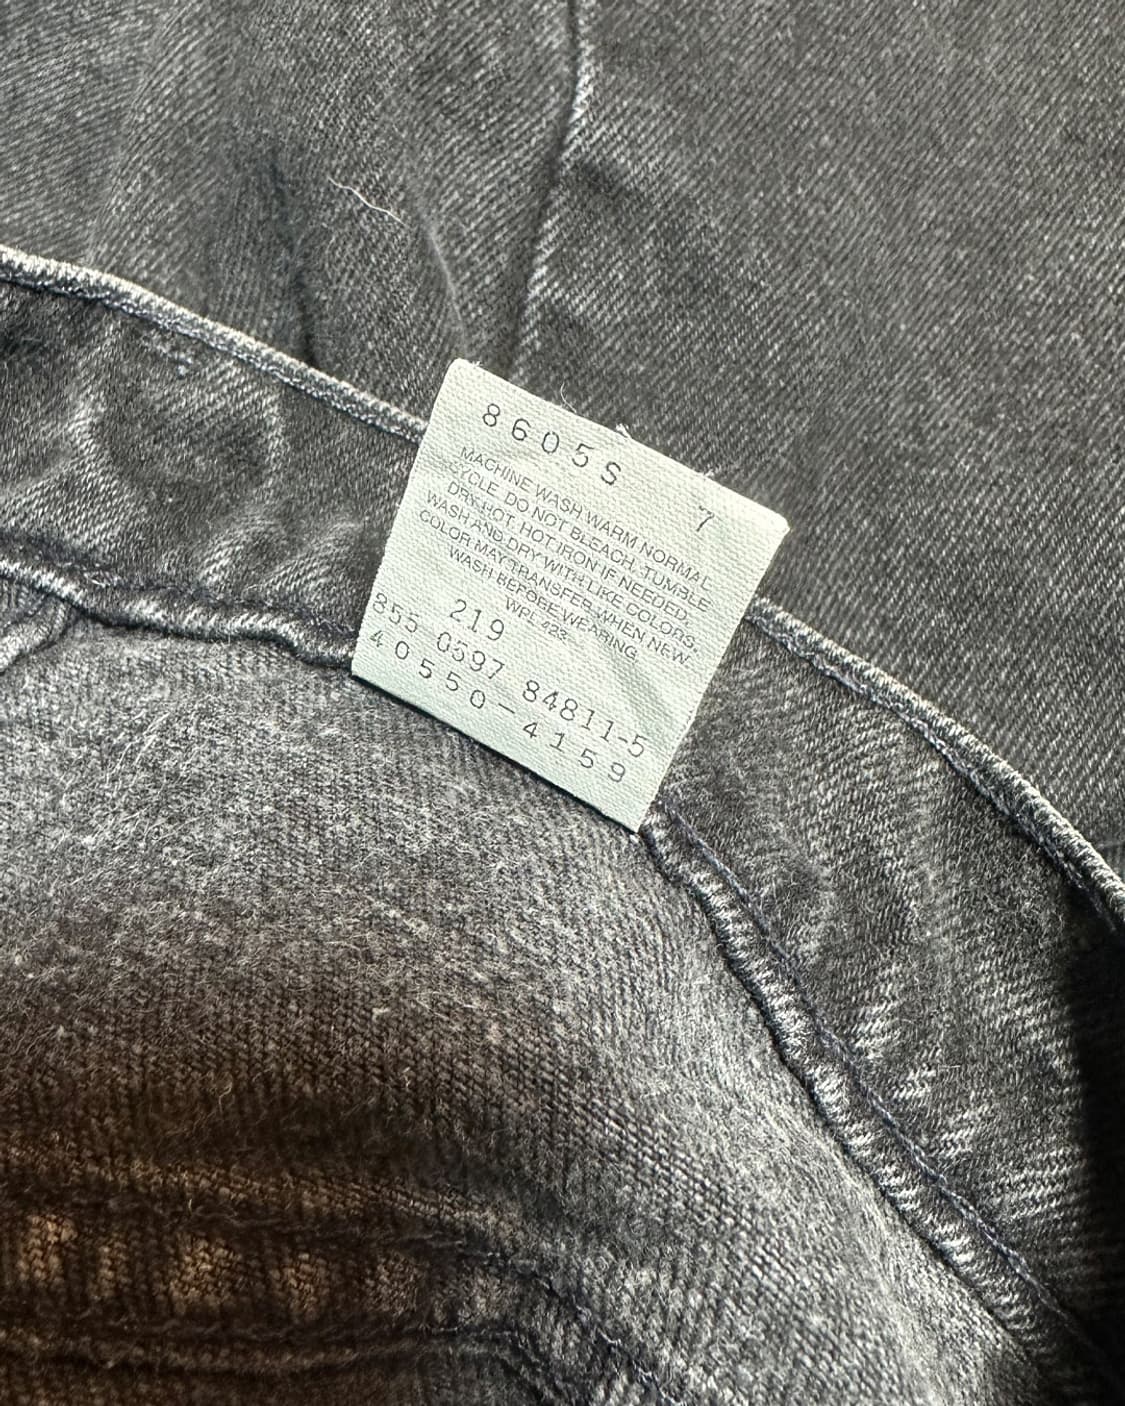 8605S 7
MACHINE WASH WARM NORMAL
CYCLE. DO NOT BLEACH. TUMBLE
DRY HOT. HOT IRON IF NEEDED.
WASH AND DRY WITH LIKE COLORS.
COLOR MAY TRANSFER WHEN NEW
WASH BEFORE WEARING
WPL 423
219
855 0597 84811-5
40550-4159